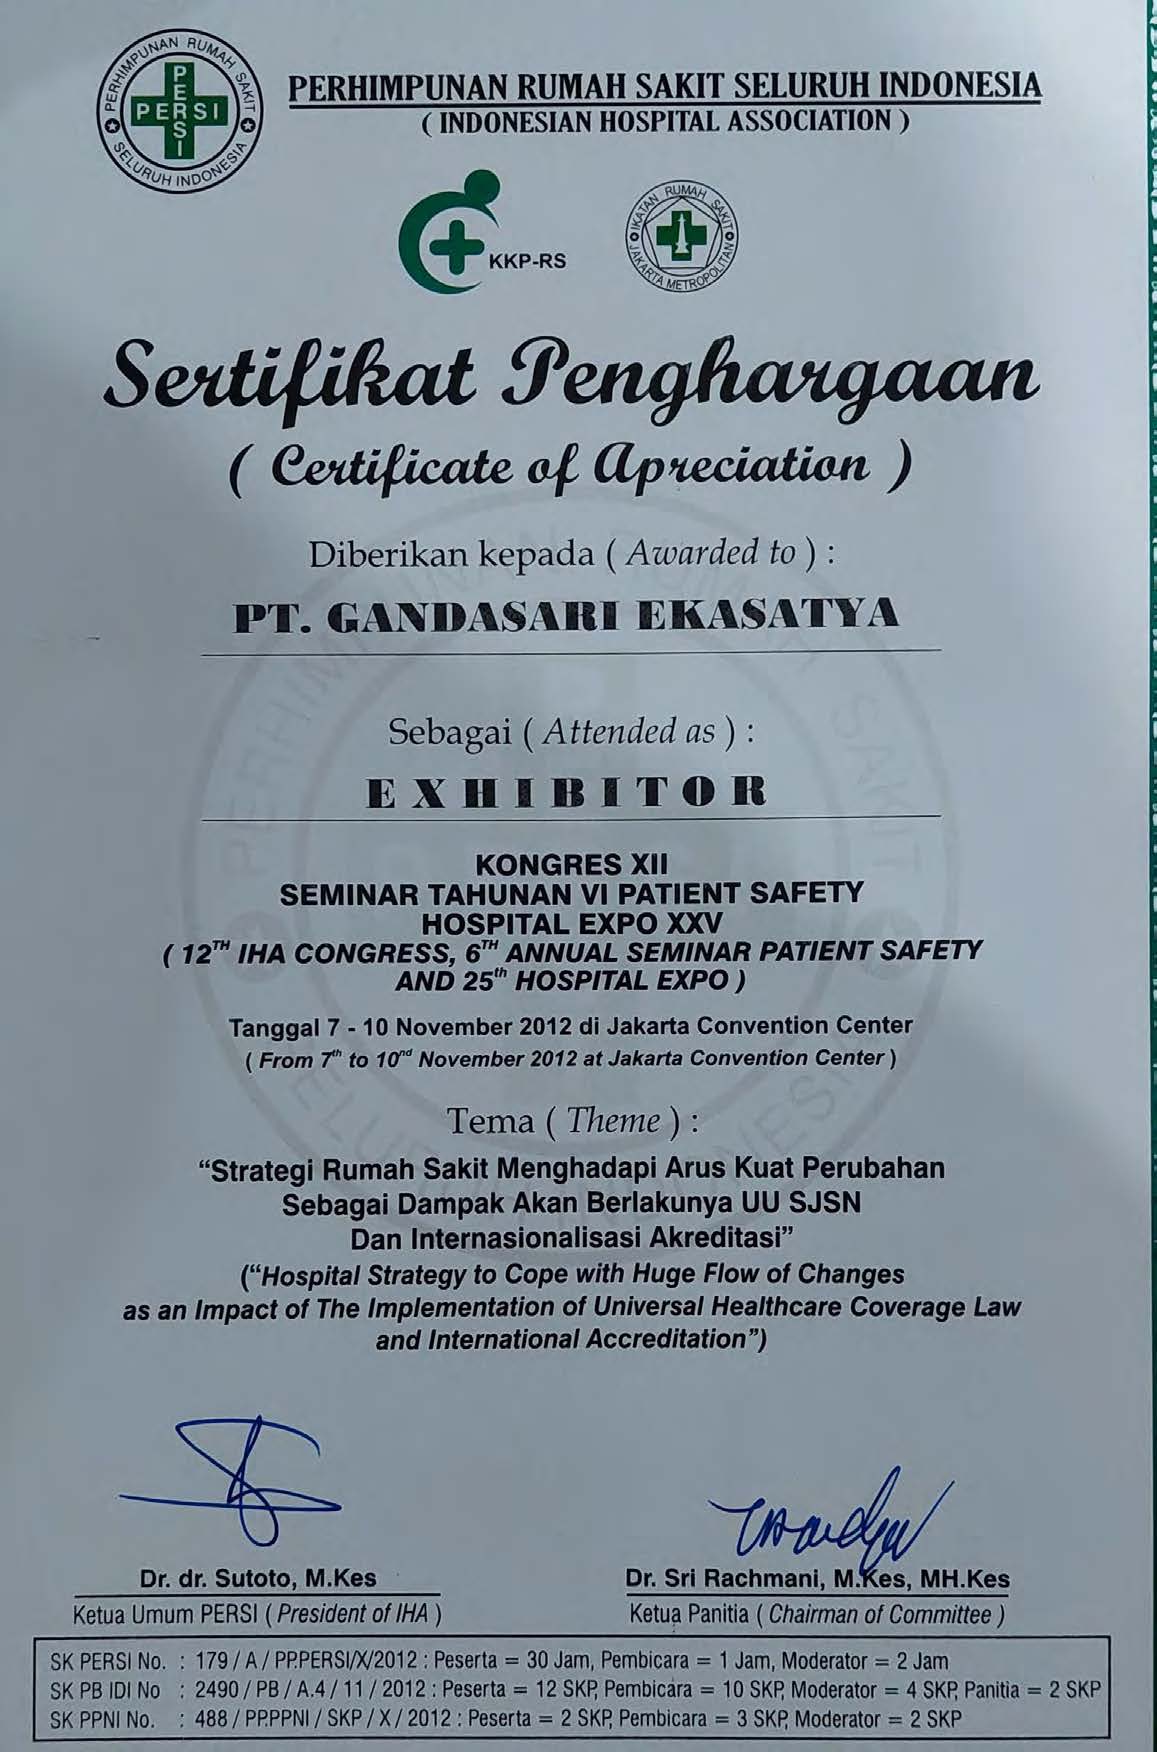 PERHIMPUNAN RUMAH SAKIT
SELURUH INDONESIA
PERSI
PERSI
PERHIMPUNAN RUMAH SAKIT SELURUH INDONESIA
( INDONESIAN HOSPITAL ASSOCIATION )
KKP-RS
IKATAN RUMAH SAKIT
JAKARTA METROPOLITAN
Sertifikat Penghargaan
( Certificate of Apreciation )
Diberikan kepada ( Awarded to ) :
PT. GANDASARI EKASATYA
Sebagai ( Attended as ) :
EXHIBITOR
KONGRES XII
SEMINAR TAHUNAN VI PATIENT SAFETY
HOSPITAL EXPO XXV
( 12TH IHA CONGRESS, 6TH ANNUAL SEMINAR PATIENT SAFETY
AND 25th HOSPITAL EXPO )
Tanggal 7 - 10 November 2012 di Jakarta Convention Center
( From 7th to 10nd November 2012 at Jakarta Convention Center )
Tema ( Theme ) :
“Strategi Rumah Sakit Menghadapi Arus Kuat Perubahan
Sebagai Dampak Akan Berlakunya UU SJSN
Dan Internasionalisasi Akreditasi”
(“Hospital Strategy to Cope with Huge Flow of Changes
as an Impact of The Implementation of Universal Healthcare Coverage Law
and International Accreditation”)
Dr. dr. Sutoto, M.Kes
Ketua Umum PERSI ( President of IHA )
Dr. Sri Rachmani, M.Kes, MH.Kes
Ketua Panitia ( Chairman of Committee )
SK PERSI No. : 179 / A / PP.PERSI/X/2012 : Peserta = 30 Jam, Pembicara = 1 Jam, Moderator = 2 Jam
SK PB IDI No : 2490 / PB / A.4 / 11 / 2012 : Peserta = 12 SKP, Pembicara = 10 SKP, Moderator = 4 SKP, Panitia = 2 SKP
SK PPNI No. : 488 / PP.PPNI / SKP / X / 2012 : Peserta = 2 SKP, Pembicara = 3 SKP, Moderator = 2 SKP